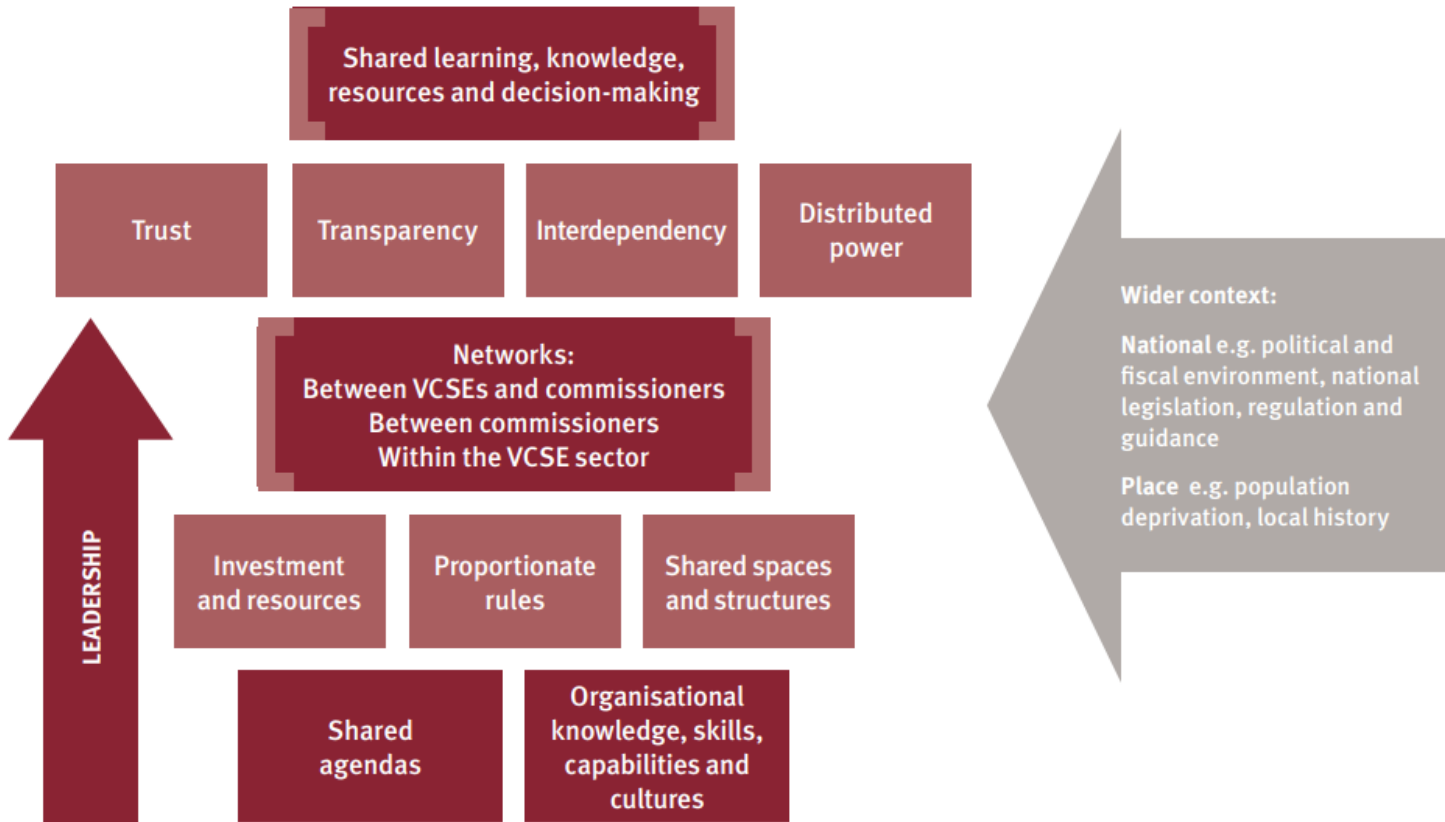 Shared learning, knowledge,
resources and decision-making
Trust
Transparency
Interdependency
Distributed
power
Networks:
Between VCSEs and commissioners
Between commissioners
Within the VCSE sector
Investment
and resources
Proportionate
rules
Shared spaces
and structures
Shared
agendas
Organisational
knowledge, skills,
capabilities and
cultures
LEADERSHIP
Wider context:
National e.g. political and
fiscal environment, national
legislation, regulation and
guidance
Place e.g. population
deprivation, local history